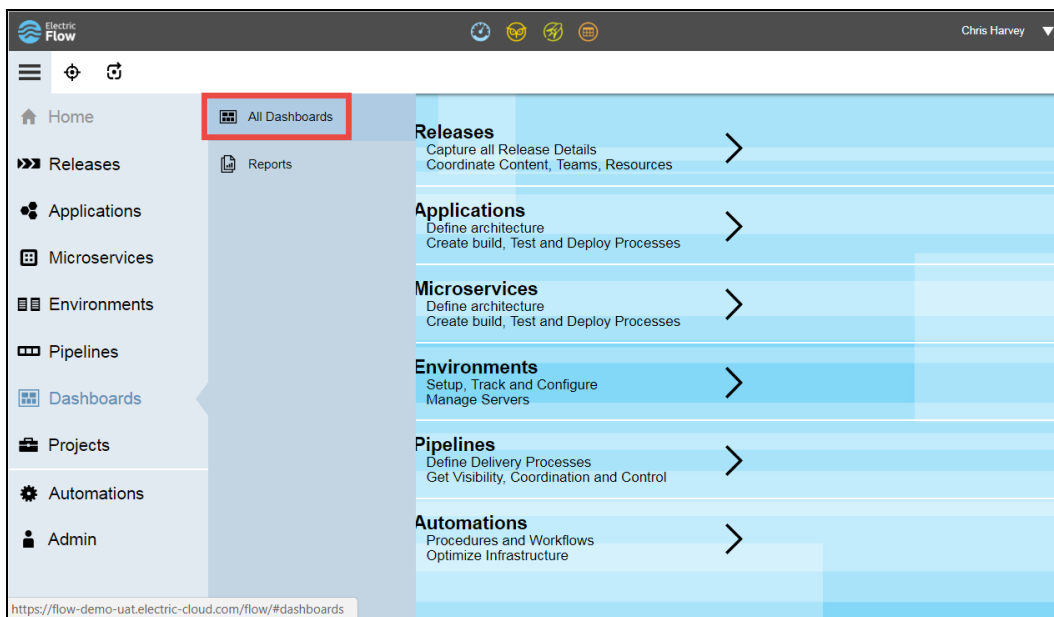 Electric
Flow
Chris Harvey
Home
Releases
Applications
Microservices
Environments
Pipelines
Dashboards
Projects
Automations
Admin
All Dashboards
Reports
Releases
Capture all Release Details
Coordinate Content, Teams, Resources
Applications
Define architecture
Create build, Test and Deploy Processes
Microservices
Define architecture
Create build, Test and Deploy Processes
Environments
Setup, Track and Configure
Manage Servers
Pipelines
Define Delivery Processes
Get Visibility, Coordination and Control
Automations
Procedures and Workflows
Optimize Infrastructure
https://flow-demo-uat.electric-cloud.com/flow/#dashboards